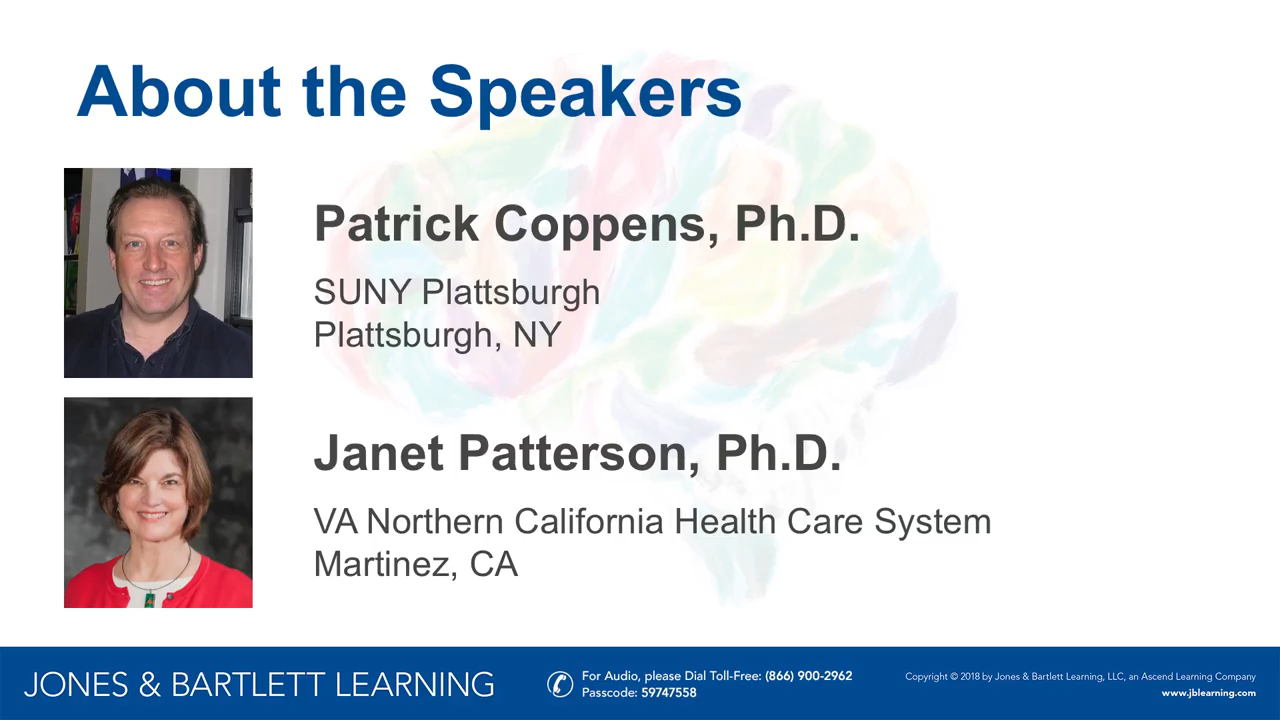 About the Speakers
Patrick Coppens, Ph.D.
SUNY Plattsburgh
Plattsburgh, NY
Janet Patterson, Ph.D.
VA Northern California Health Care System
Martinez, CA
JONES & BARTLETT LEARNING
For Audio, please Dial Toll-Free: (866) 900-2962
Passcode: 59747558
Copyright © 2018 by Jones & Bartlett Learning, LLC, an Ascend Learning Company
www.jblearning.com